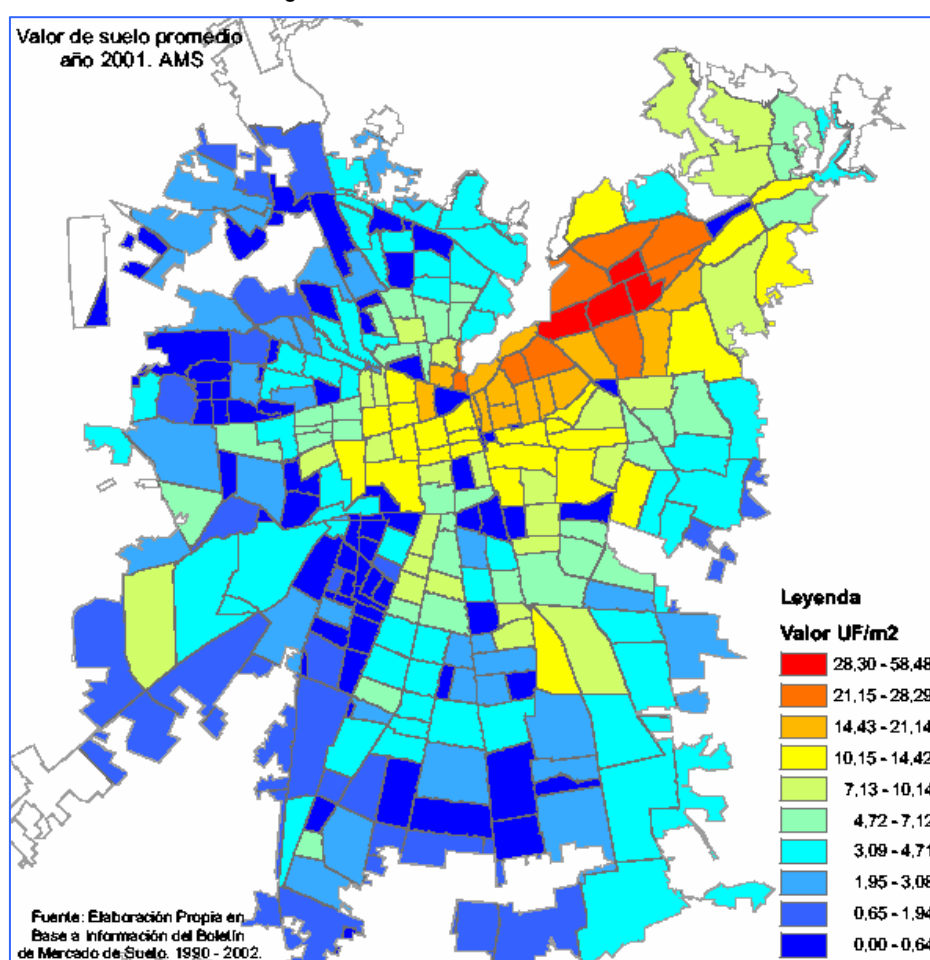 Valor de suelo promedio
año 2001. AMS
Leyenda
Valor UF/m2
28,30 - 58,48
21,15 - 28,29
14,43 - 21,14
10,15 - 14,42
7,13 - 10,14
4,72 - 7,12
3,09 - 4,71
1,95 - 3,08
0,65 - 1,94
0,00 - 0,64
Fuente: Elaboración Propia en
Base a Información del Boletín
de Mercado de Suelo. 1990 - 2002.